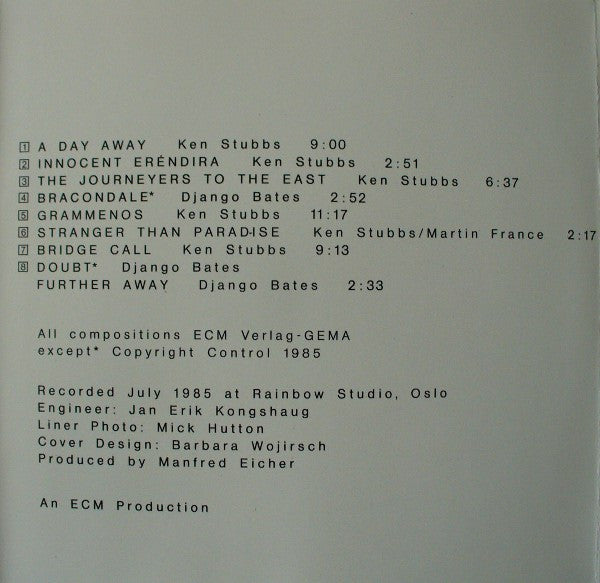 1 A DAY AWAY Ken Stubbs 9:00
2 INNOCENT ERÉNDIRA Ken Stubbs 2:51
3 THE JOURNEYERS TO THE EAST Ken Stubbs 6:37
4 BRACONDALE* Django Bates 2:52
5 GRAMMENOS Ken Stubbs 11:17
6 STRANGER THAN PARADISE Ken Stubbs/Martin France 2:17
7 BRIDGE CALL Ken Stubbs 9:13
8 DOUBT* Django Bates
FURTHER AWAY Django Bates 2:33
All compositions ECM Verlag-GEMA
except* Copyright Control 1985
Recorded July 1985 at Rainbow Studio, Oslo
Engineer: Jan Erik Kongshaug
Liner Photo: Mick Hutton
Cover Design: Barbara Wojirsch
Produced by Manfred Eicher
An ECM Production